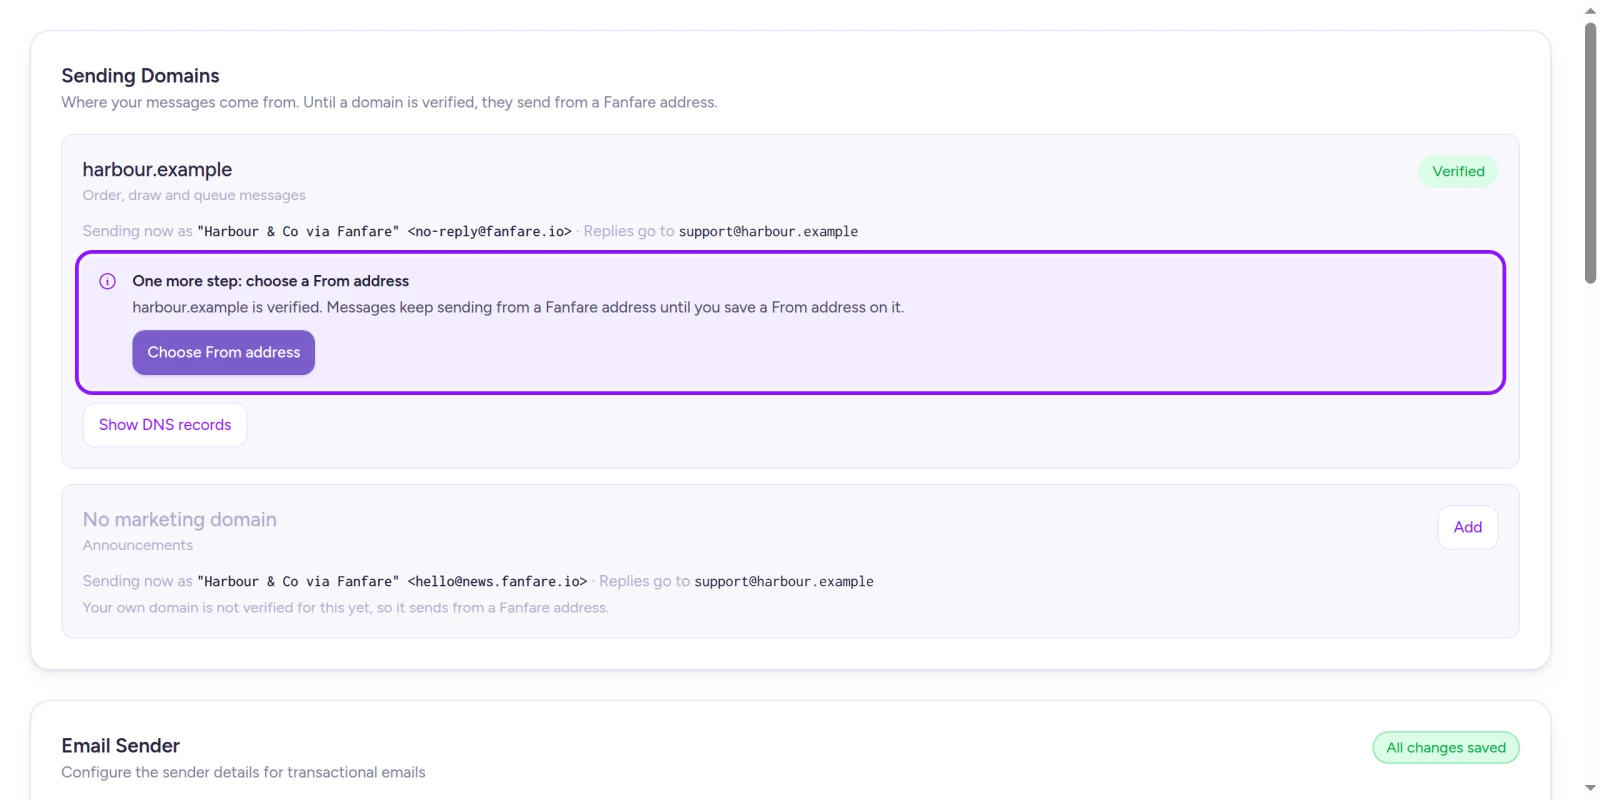 Sending Domains
Where your messages come from. Until a domain is verified, they send from a Fanfare address.
harbour.example
Verified
Order, draw and queue messages
Sending now as "Harbour & Co via Fanfare" <no-reply@fanfare.io> · Replies go to support@harbour.example
One more step: choose a From address
harbour.example is verified. Messages keep sending from a Fanfare address until you save a From address on it.
Choose From address
Show DNS records
No marketing domain
Add
Announcements
Sending now as "Harbour & Co via Fanfare" <hello@news.fanfare.io> · Replies go to support@harbour.example
Your own domain is not verified for this yet, so it sends from a Fanfare address.
Email Sender
All changes saved
Configure the sender details for transactional emails